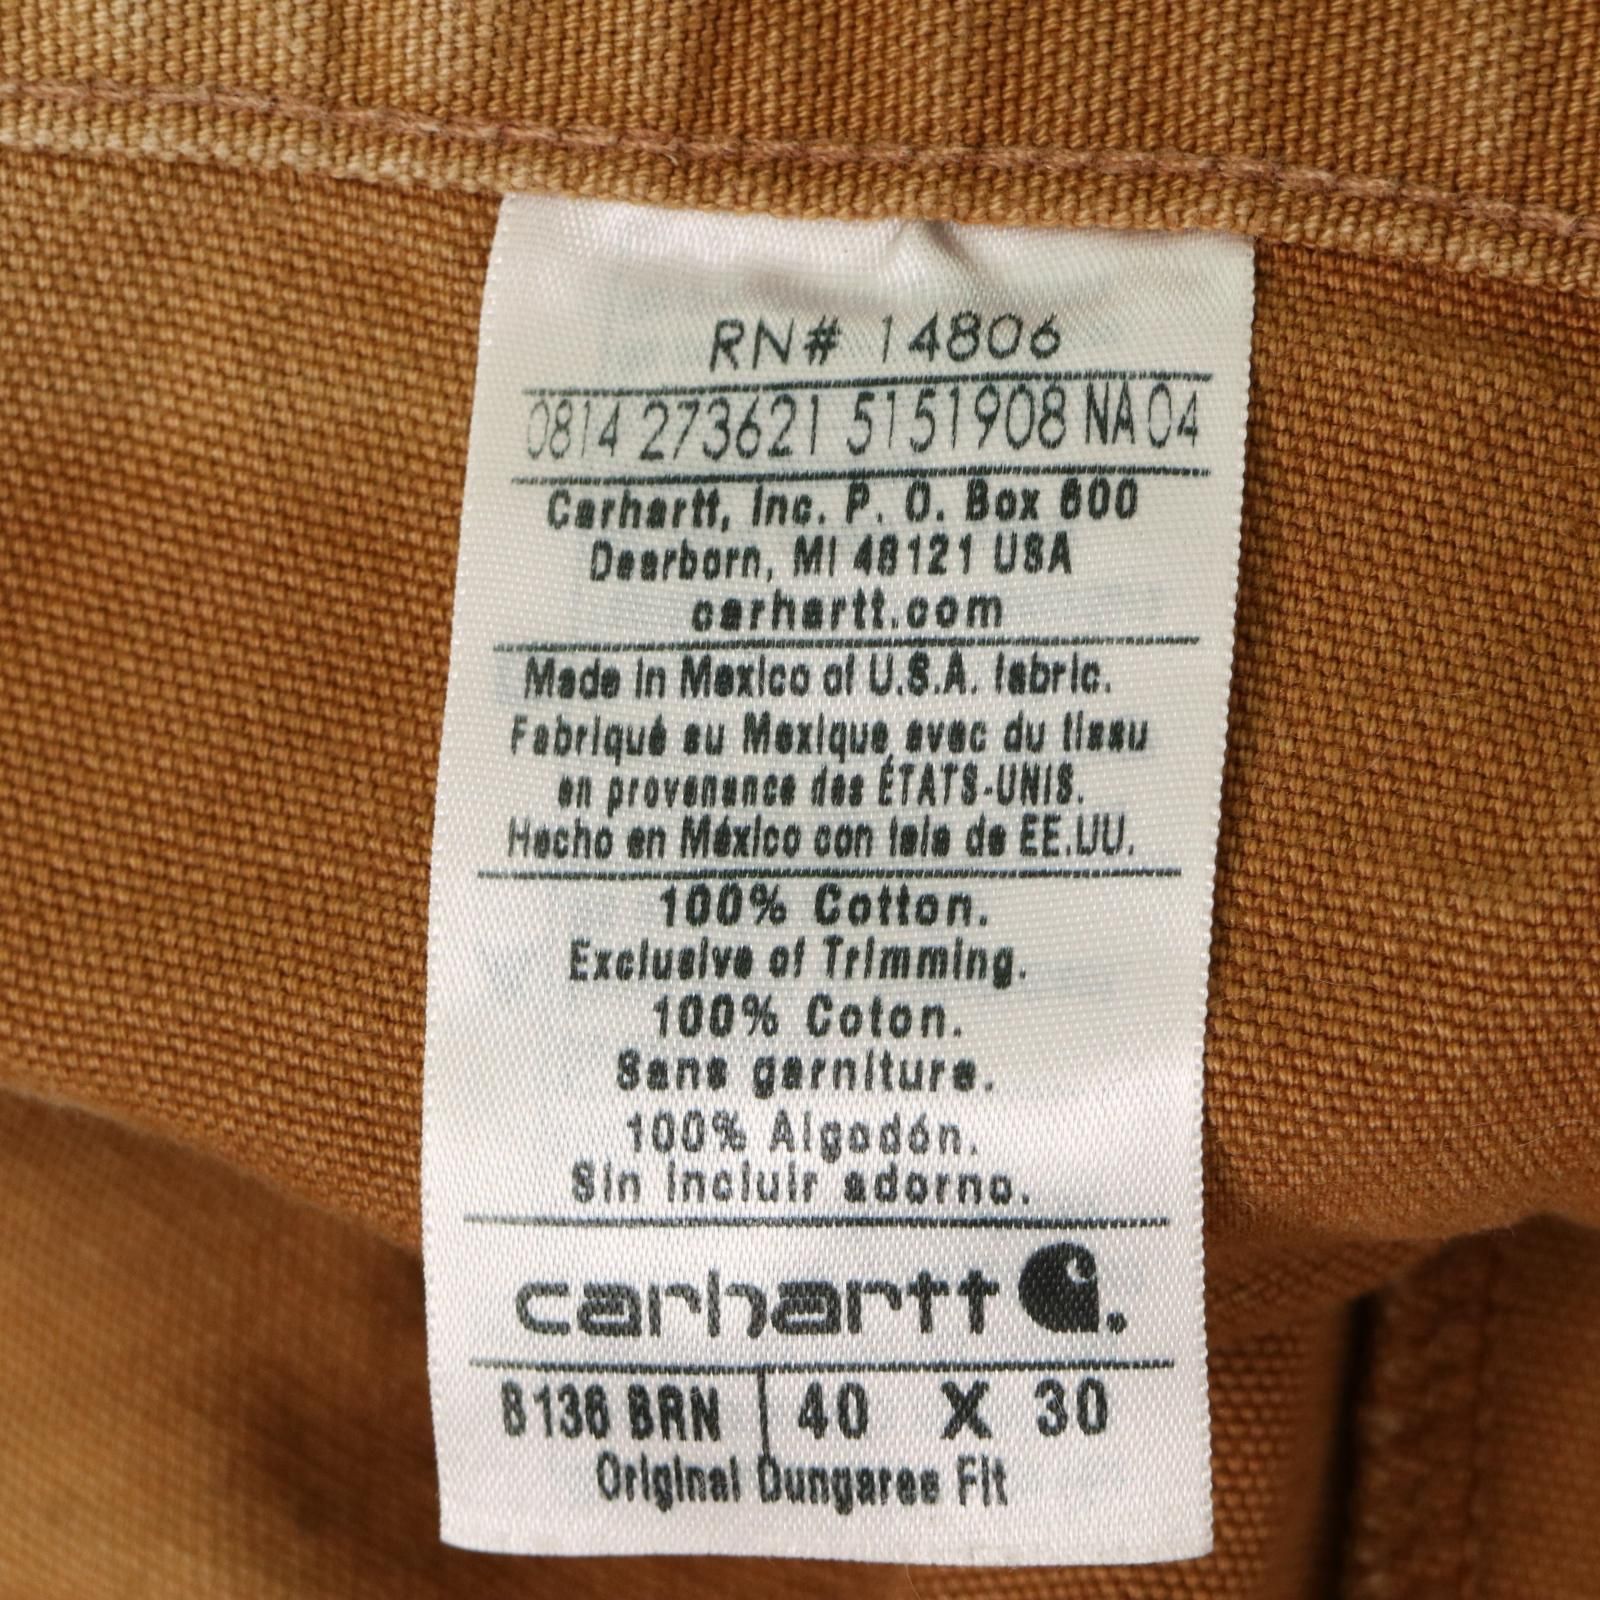 RN# 14806
0814 273621 5151908 NA 04
Carhartt, Inc. P. O. Box 600
Dearborn, MI 48121 USA
carhartt.com
Made in Mexico of U.S.A. fabric.
Fabriqué au Mexique avec du tissu
en provenance des ÉTATS-UNIS.
Hecho en México con tela de EE.UU.
100% Cotton.
Exclusive of Trimming.
100% Coton.
Sans garniture.
100% Algodón.
Sin incluir adorno.
carhartt
B136 BRN 40 X 30
Original Dungaree Fit